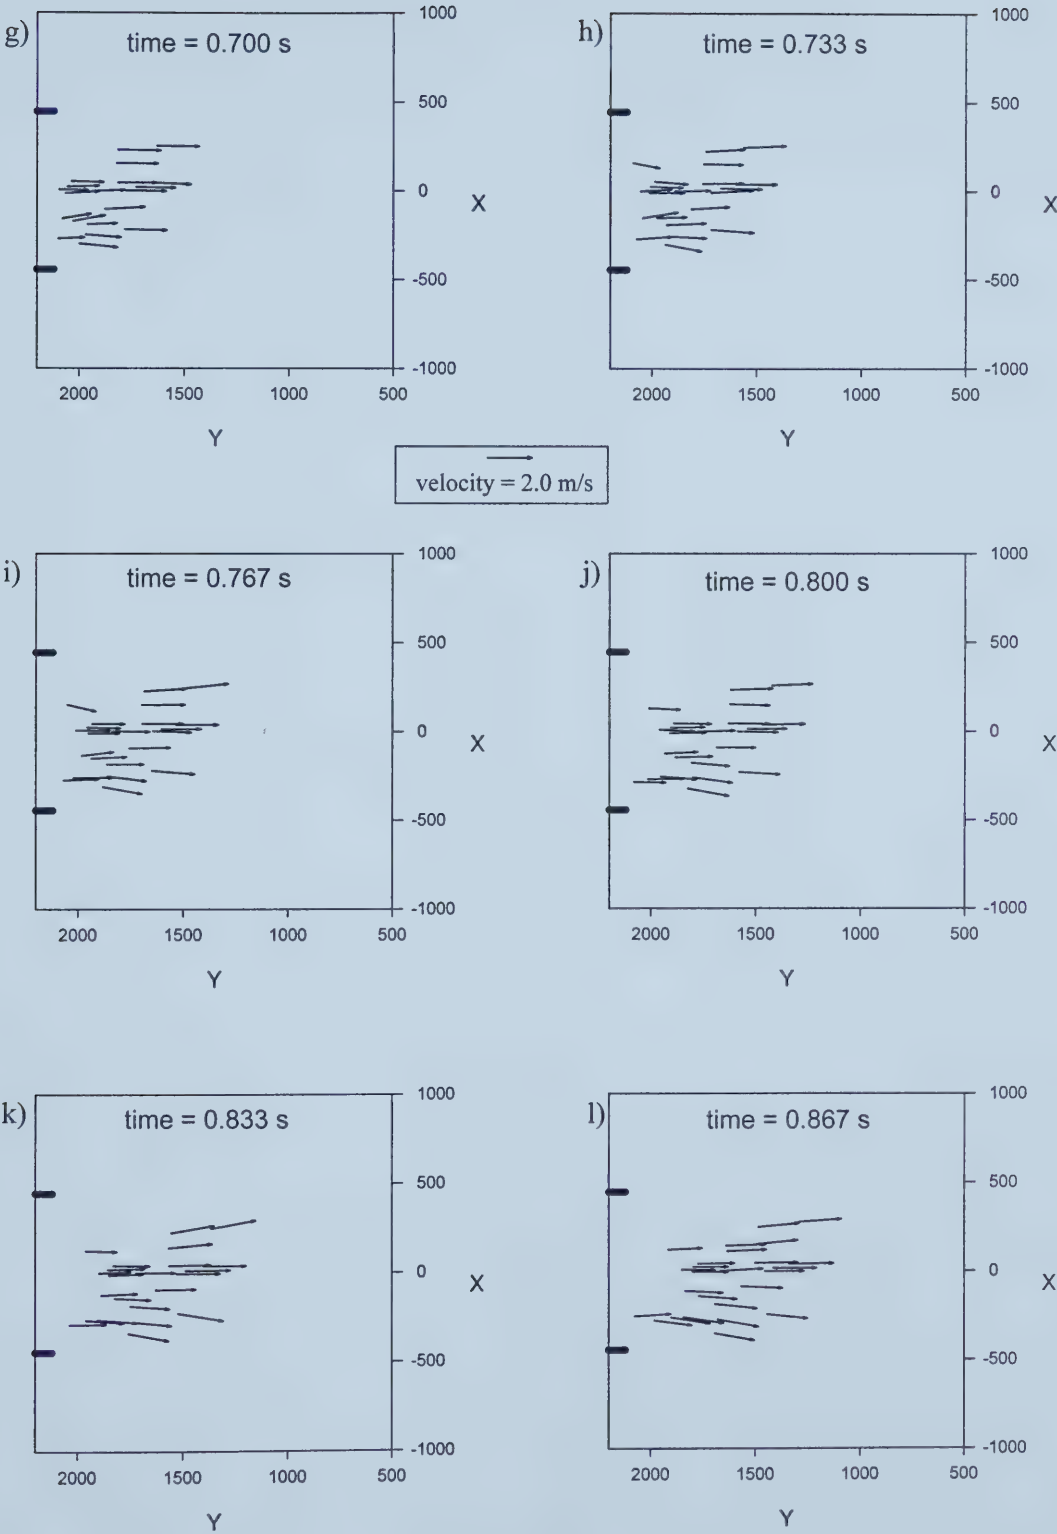 g)
time = 0.700 s
1000
500
0
-500
-1000
X
2000 1500 1000 500
Y
h)
time = 0.733 s
1000
500
0
-500
-1000
X
2000 1500 1000 500
Y
velocity = 2.0 m/s
i)
time = 0.767 s
1000
500
0
-500
-1000
X
2000 1500 1000 500
Y
j)
time = 0.800 s
1000
500
0
-500
-1000
X
2000 1500 1000 500
Y
k)
time = 0.833 s
1000
500
0
-500
-1000
X
2000 1500 1000 500
Y
l)
time = 0.867 s
1000
500
0
-500
-1000
X
2000 1500 1000 500
Y